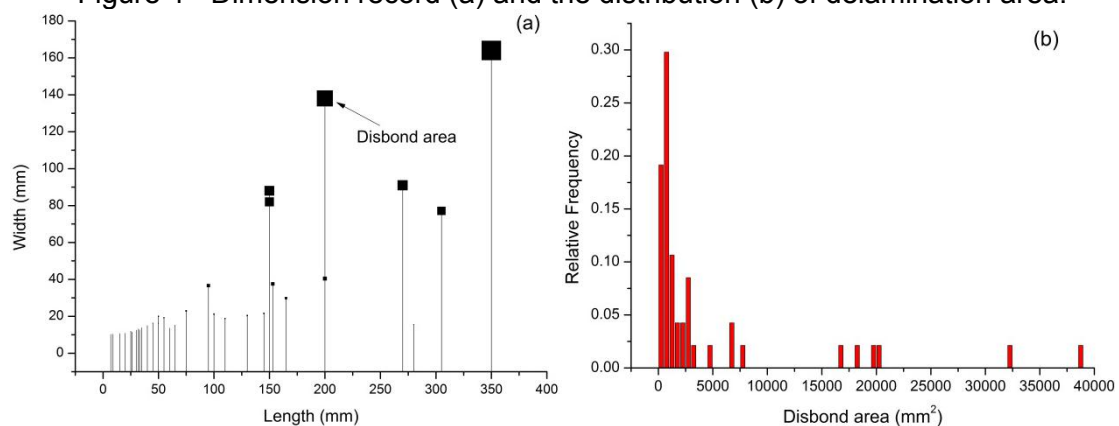 Figure 1 - Dimension record (a) and the distribution (b) of delamination area.
(a)
180
160
140
120
100
80
60
40
20
0
Width (mm)
Disbond area
0 50 100 150 200 250 300 350 400
Length (mm)
(b)
0.30
0.25
0.20
0.15
0.10
0.05
0.00
Relative Frequency
0 5000 10000 15000 20000 25000 30000 35000 40000
Disbond area (mm²)